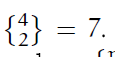 {4 2} = 7.